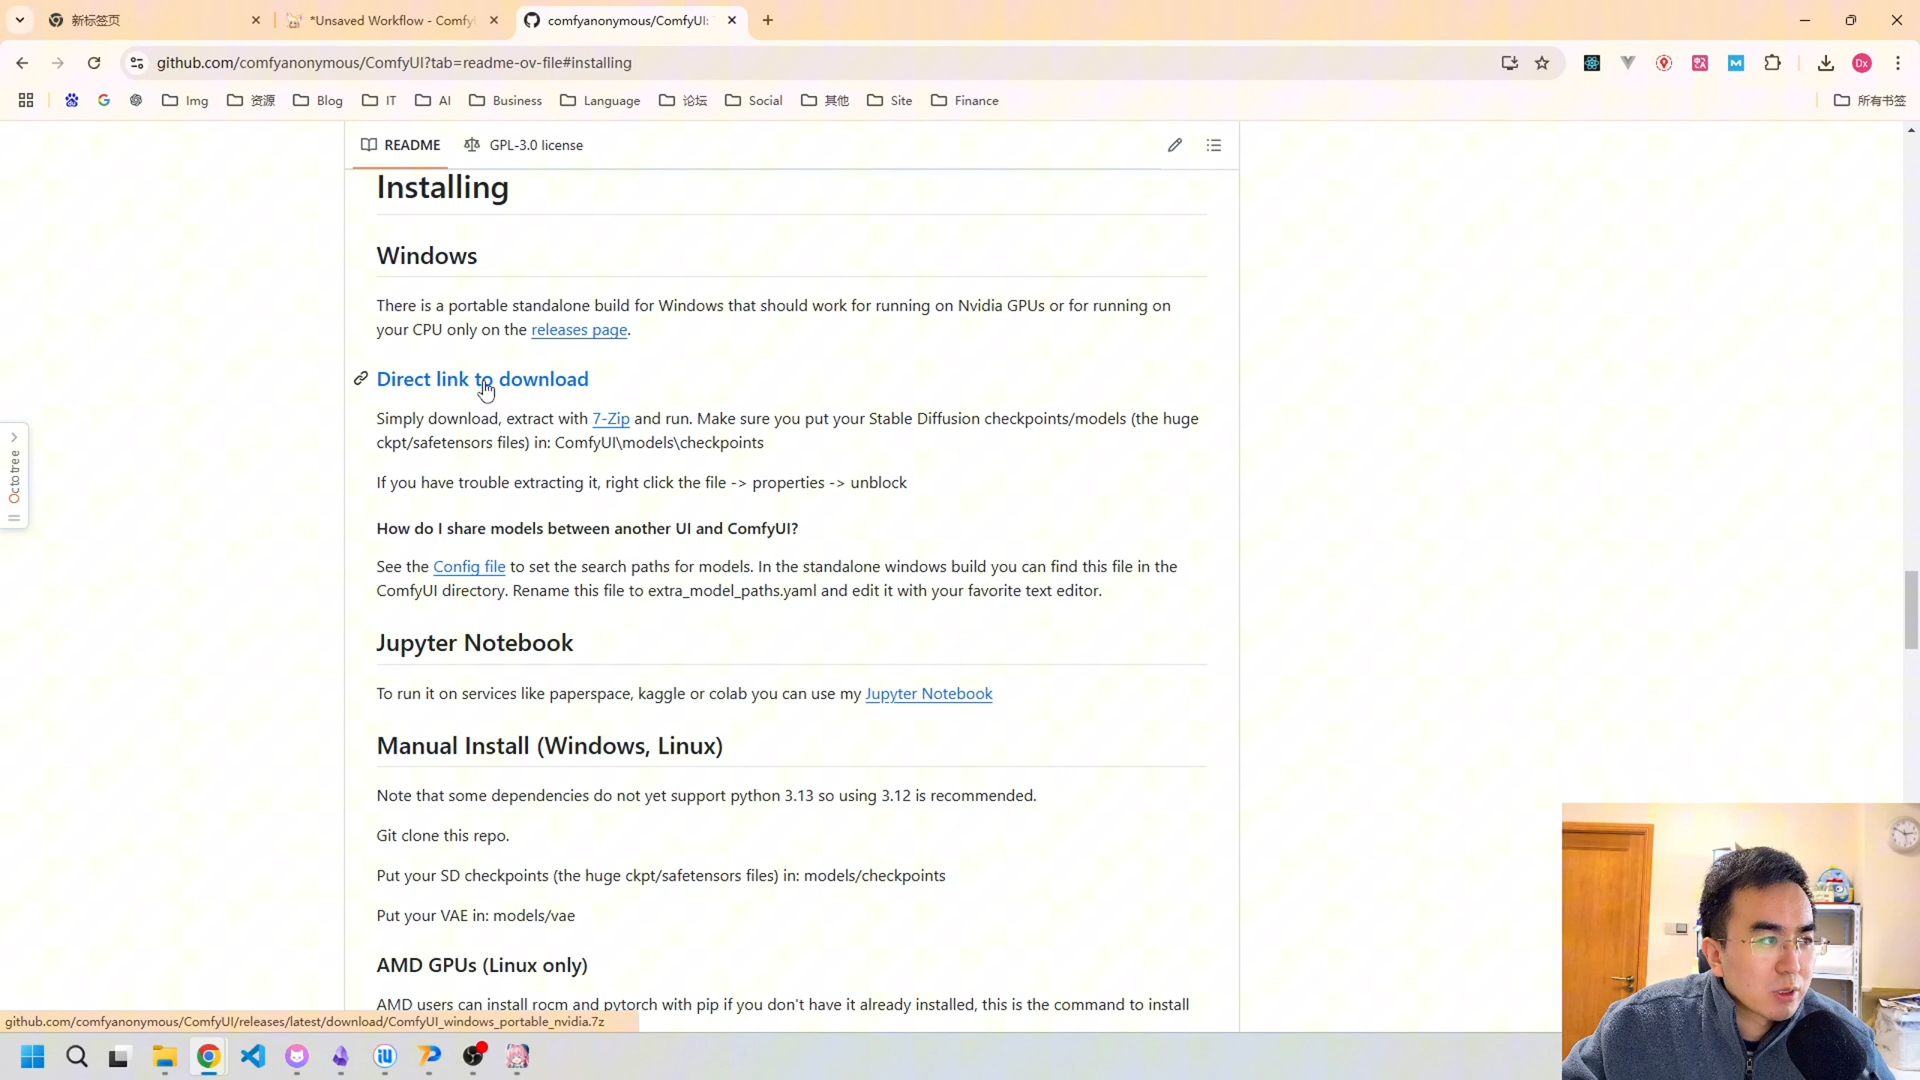 新标签页
*Unsaved Workflow - Comfy
comfyanonymous/ComfyUI:
github.com/comfyanonymous/ComfyUI?tab=readme-ov-file#installing
Dx
Img
资源
Blog
IT
AI
Business
Language
论坛
Social
其他
Site
Finance
所有书签
README
GPL-3.0 license
Installing
Windows
There is a portable standalone build for Windows that should work for running on Nvidia GPUs or for running on
your CPU only on the releases page.
Direct link to download
Simply download, extract with 7-Zip and run. Make sure you put your Stable Diffusion checkpoints/models (the huge
ckpt/safetensors files) in: ComfyUI\models\checkpoints
If you have trouble extracting it, right click the file -> properties -> unblock
How do I share models between another UI and ComfyUI?
See the Config file to set the search paths for models. In the standalone windows build you can find this file in the
ComfyUI directory. Rename this file to extra_model_paths.yaml and edit it with your favorite text editor.
Octotree
Jupyter Notebook
To run it on services like paperspace, kaggle or colab you can use my Jupyter Notebook
Manual Install (Windows, Linux)
Note that some dependencies do not yet support python 3.13 so using 3.12 is recommended.
Git clone this repo.
Put your SD checkpoints (the huge ckpt/safetensors files) in: models/checkpoints
Put your VAE in: models/vae
AMD GPUs (Linux only)
AMD users can install rocm and pytorch with pip if you don't have it already installed, this is the command to install
github.com/comfyanonymous/ComfyUI/releases/latest/download/ComfyUI_windows_portable_nvidia.7z